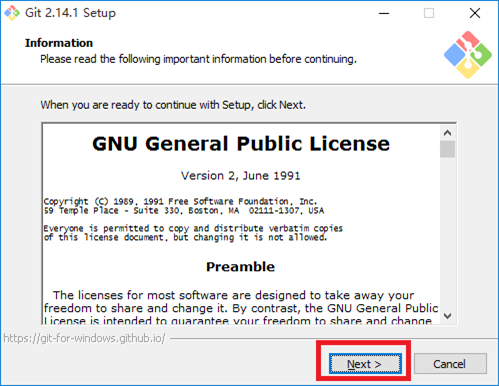 Git 2.14.1 Setup
Information
Please read the following important information before continuing.
When you are ready to continue with Setup, click Next.
GNU General Public License
Version 2, June 1991
Copyright (C) 1989, 1991 Free Software Foundation, Inc.
59 Temple Place - Suite 330, Boston, MA  02111-1307, USA
Everyone is permitted to copy and distribute verbatim copies
of this license document, but changing it is not allowed.
Preamble
The licenses for most software are designed to take away your
freedom to share and change it. By contrast, the GNU General Public
License is intended to guarantee your freedom to share and change
https://git-for-windows.github.io/
Next >
Cancel